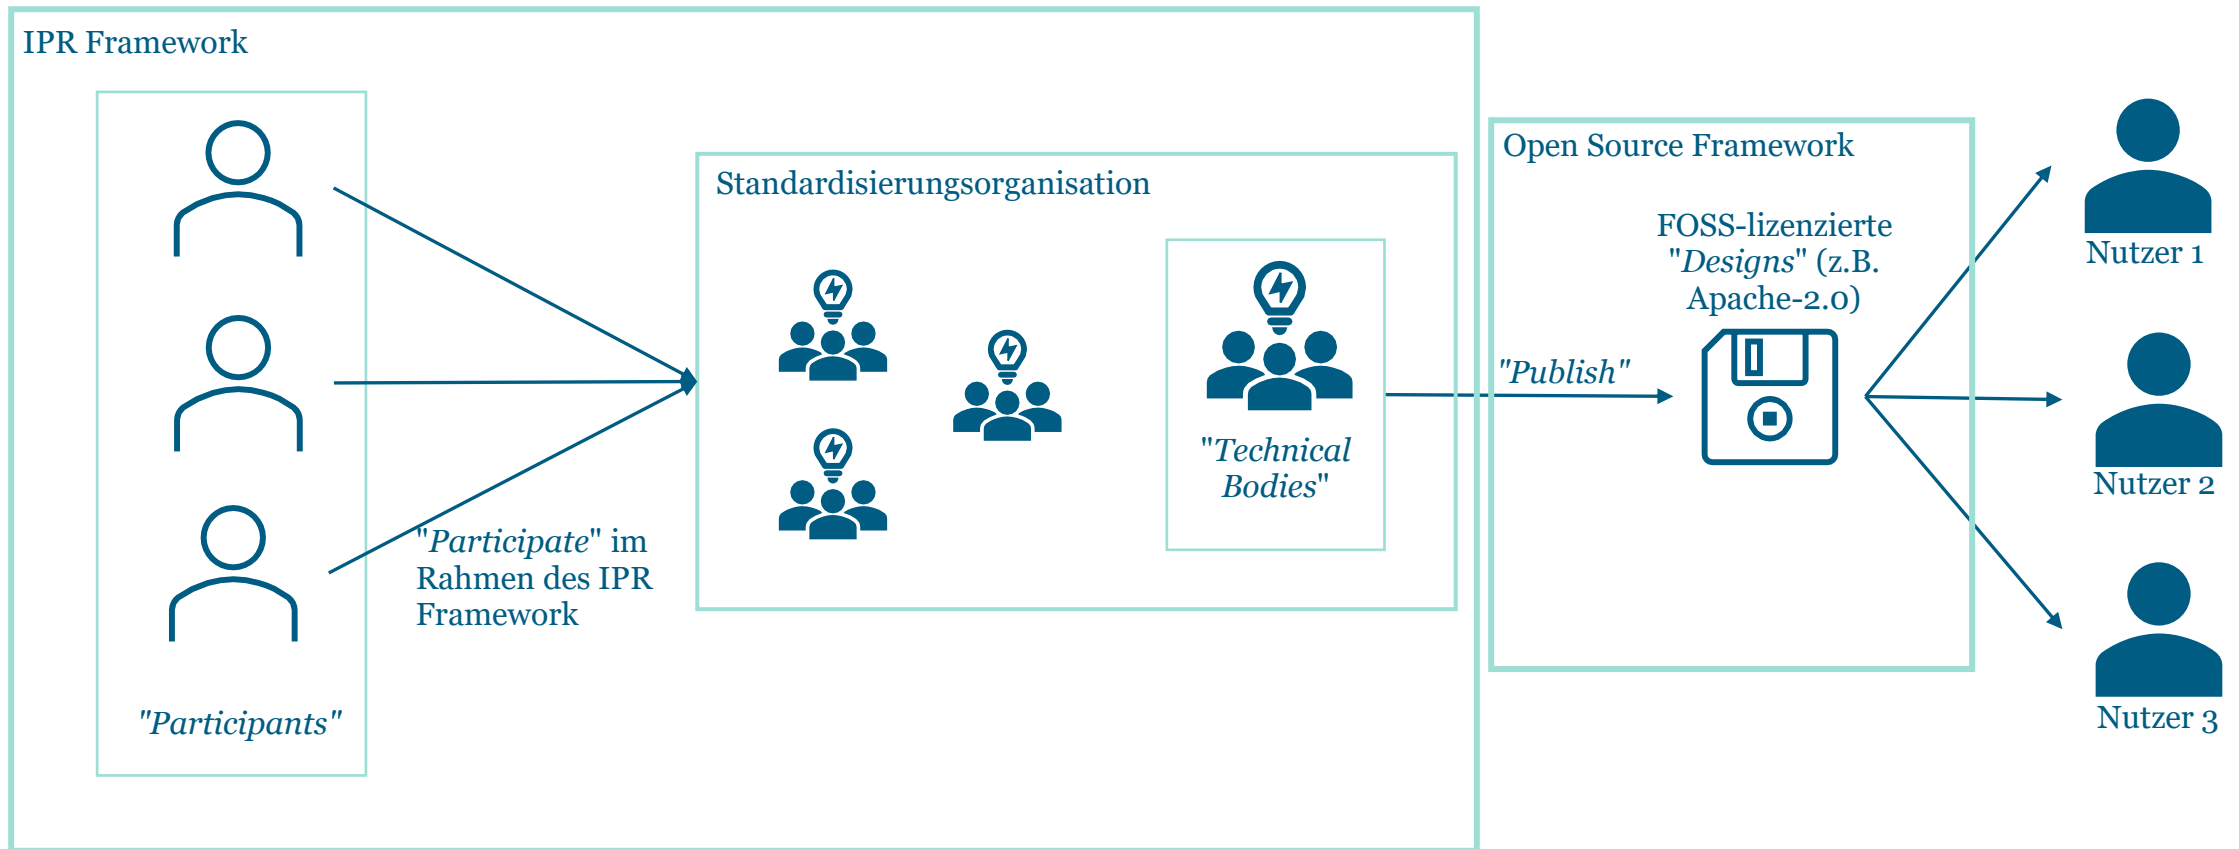 IPR Framework
"Participants"
"Participate" im
Rahmen des IPR
Framework
Standardisierungsorganisation
"Technical
Bodies"
"Publish"
Open Source Framework
FOSS-lizenzierte
"Designs" (z.B.
Apache-2.0)
Nutzer 1
Nutzer 2
Nutzer 3